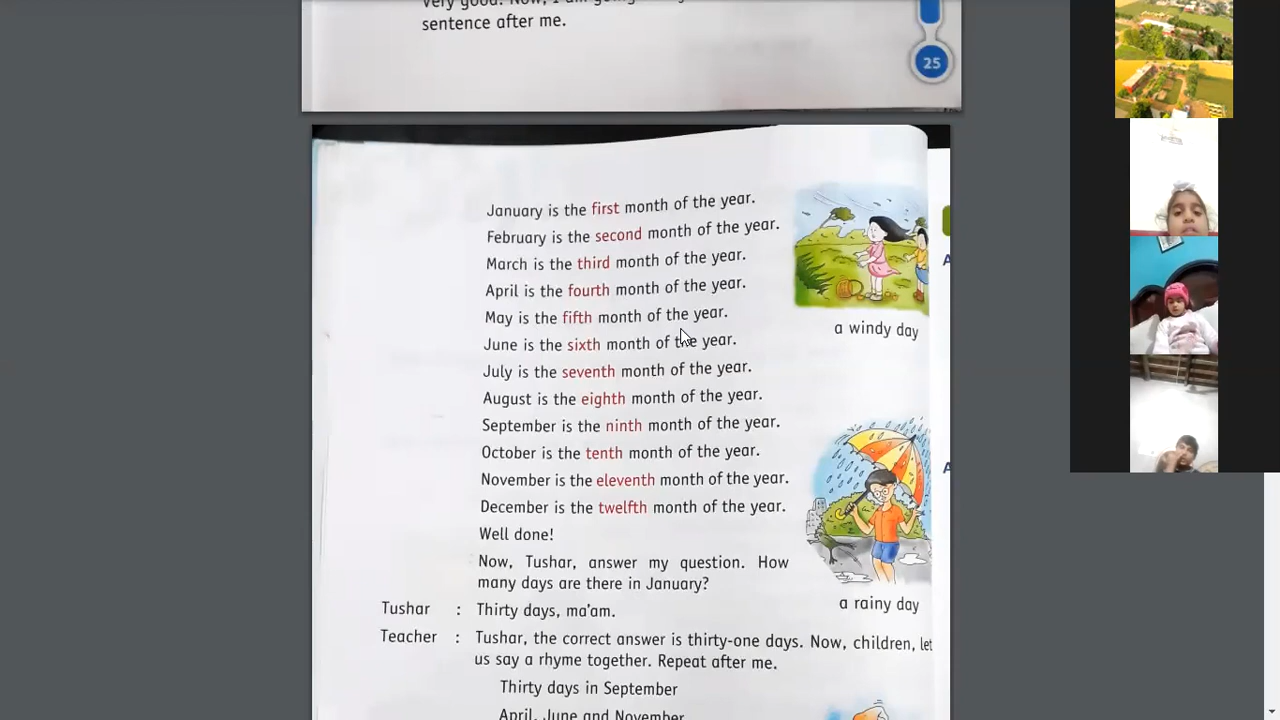 sentence after me.
25
January is the first month of the year.
February is the second month of the year.
March is the third month of the year.
April is the fourth month of the year.
May is the fifth month of the year.
June is the sixth month of the year.
July is the seventh month of the year.
August is the eighth month of the year.
September is the ninth month of the year.
October is the tenth month of the year.
November is the eleventh month of the year.
December is the twelfth month of the year.
Well done!
Now, Tushar, answer my question. How
many days are there in January?
a windy day
a rainy day
Tushar : Thirty days, ma'am.
Teacher : Tushar, the correct answer is thirty-one days. Now, children, let
us say a rhyme together. Repeat after me.
Thirty days in September
April, June and November